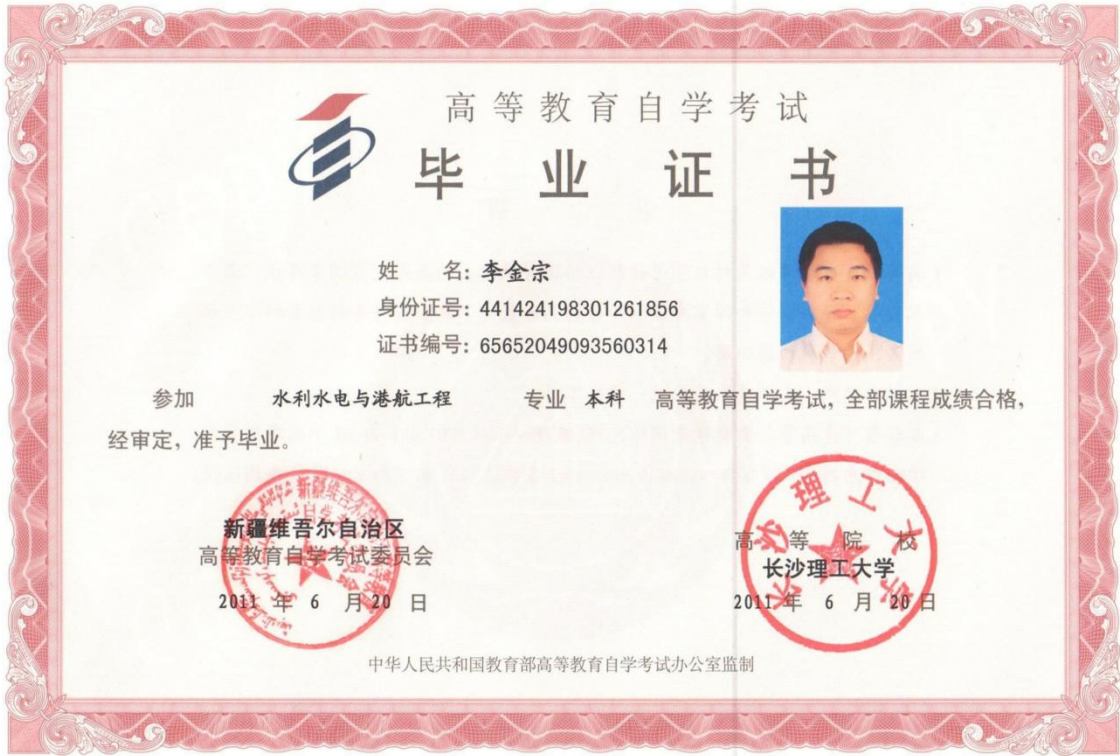 高等教育自学考试
毕业证书
姓 名: 李金宗
身份证号: 441424198301261856
证书编号: 65652049093560314
参加 水利水电与港航工程 专业 本科 高等教育自学考试, 全部课程成绩合格,
经审定, 准予毕业。
新疆维吾尔自治区
高等教育自学考试委员会
2011 年 6 月 20 日
长沙理工大学
高等院校
长沙理工大学
2011 年 6 月 20 日
中华人民共和国教育部高等教育自学考试办公室监制